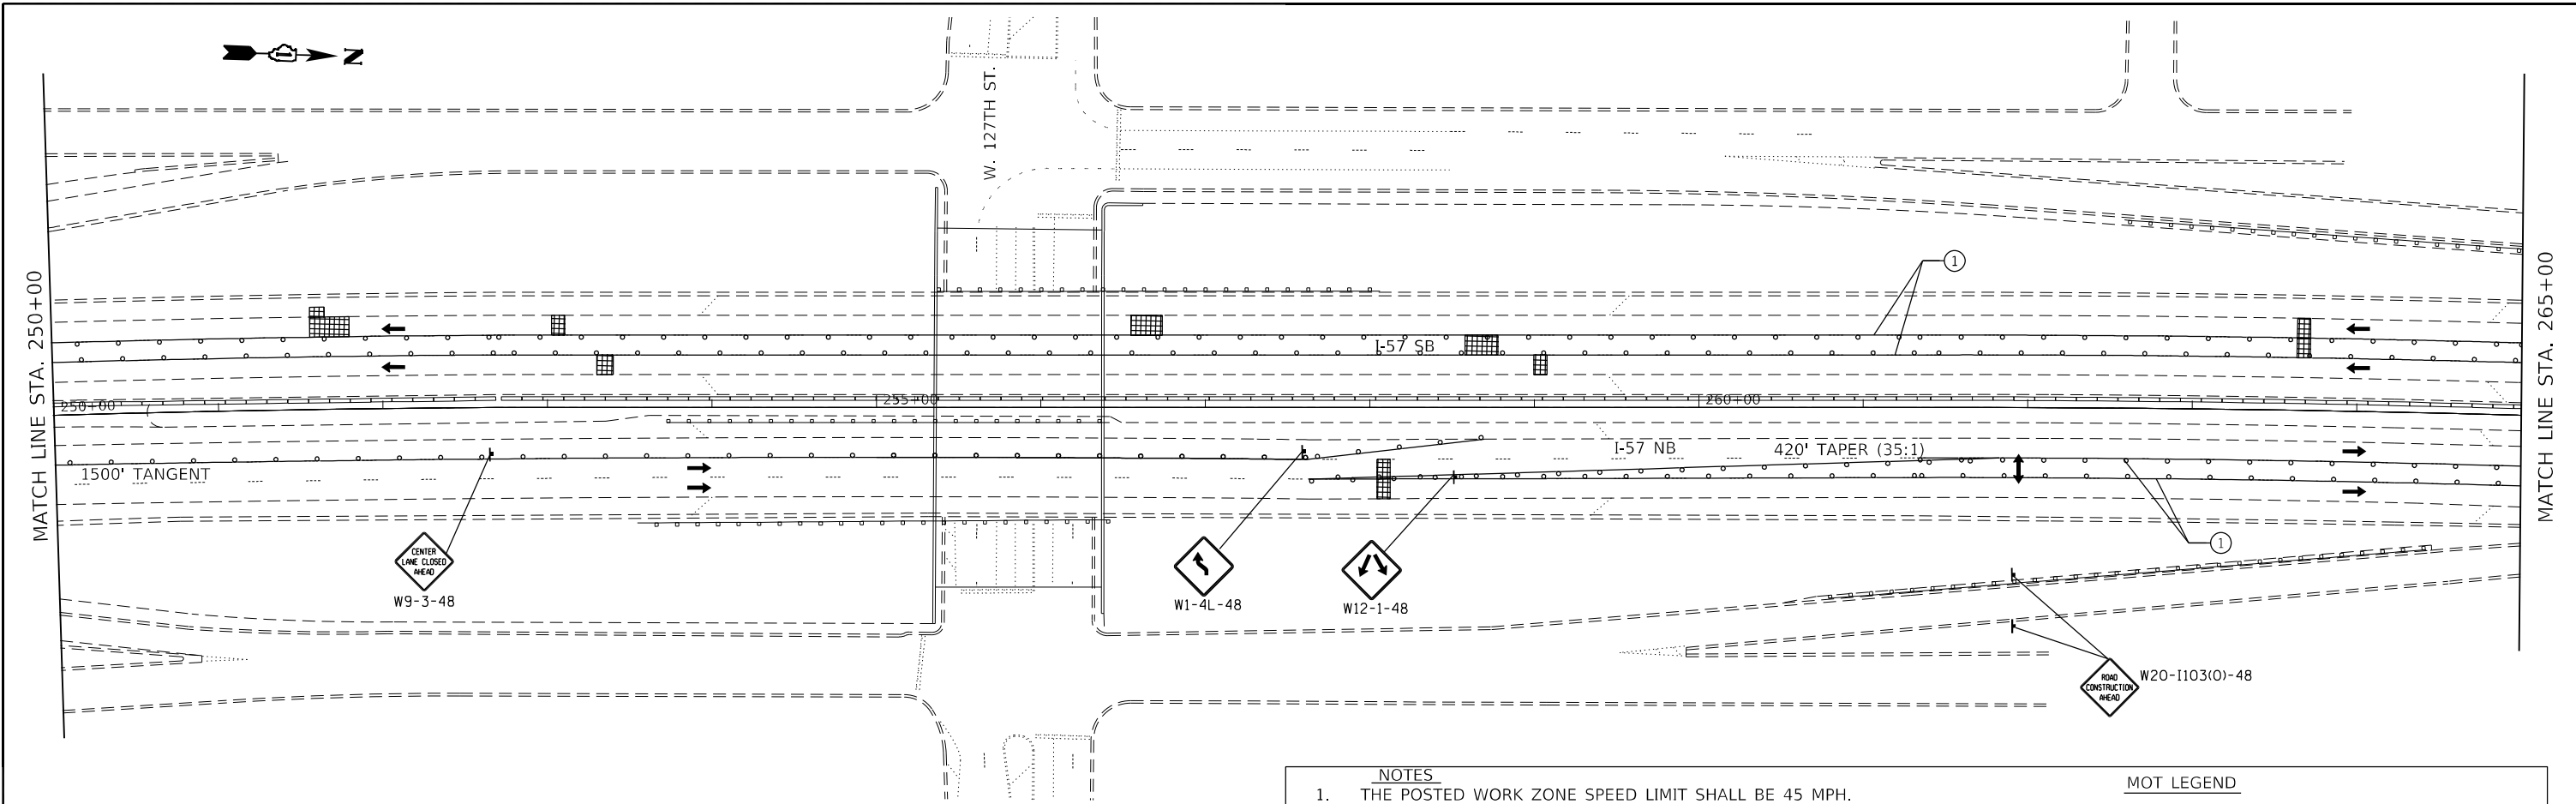 N
W. 127TH ST.
MATCH LINE STA. 250+00
MATCH LINE STA. 265+00
1
I-57 SB
250+00
255+00
260+00
I-57 NB
420' TAPER (35:1)
1500' TANGENT
CENTER
LANE CLOSED
AHEAD
W9-3-48
W1-4L-48
W12-1-48
1
ROAD
CONSTRUCTION
AHEAD
W20-I103(O)-48
NOTES
1. THE POSTED WORK ZONE SPEED LIMIT SHALL BE 45 MPH.
MOT LEGEND